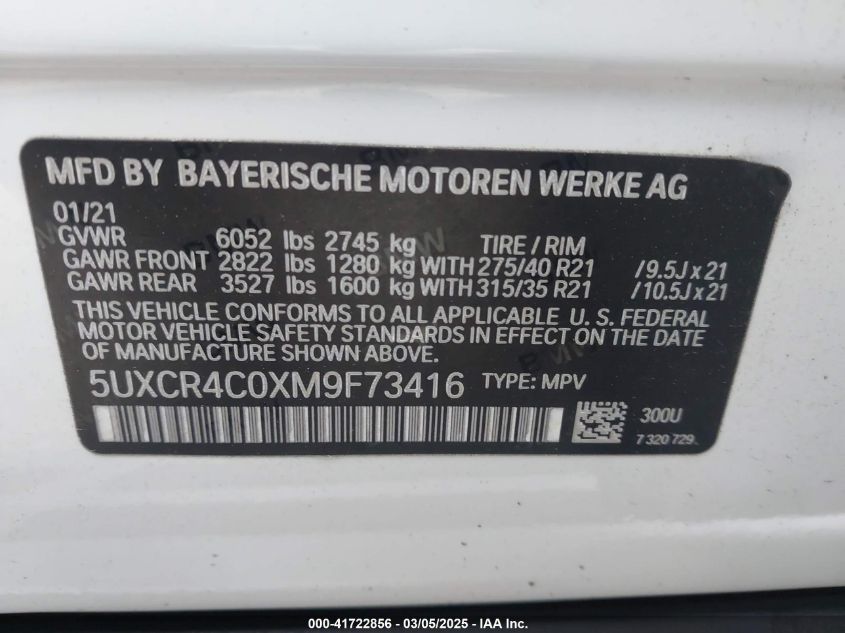 MFD BY BAYERISCHE MOTOREN WERKE AG
01/21
GVWR 6052 lbs 2745 kg TIRE / RIM
GAWR FRONT 2822 lbs 1280 kg WITH 275/40 R21 /9.5J x 21
GAWR REAR 3527 lbs 1600 kg WITH 315/35 R21 /10.5J x 21
THIS VEHICLE CONFORMS TO ALL APPLICABLE U. S. FEDERAL
MOTOR VEHICLE SAFETY STANDARDS IN EFFECT ON THE DATE
OF MANUFACTURE SHOWN ABOVE.
5UXCR4C0XM9F73416 TYPE: MPV
300U
7 320 729
000-41722856 // 03/05/2025 - IAA Inc.